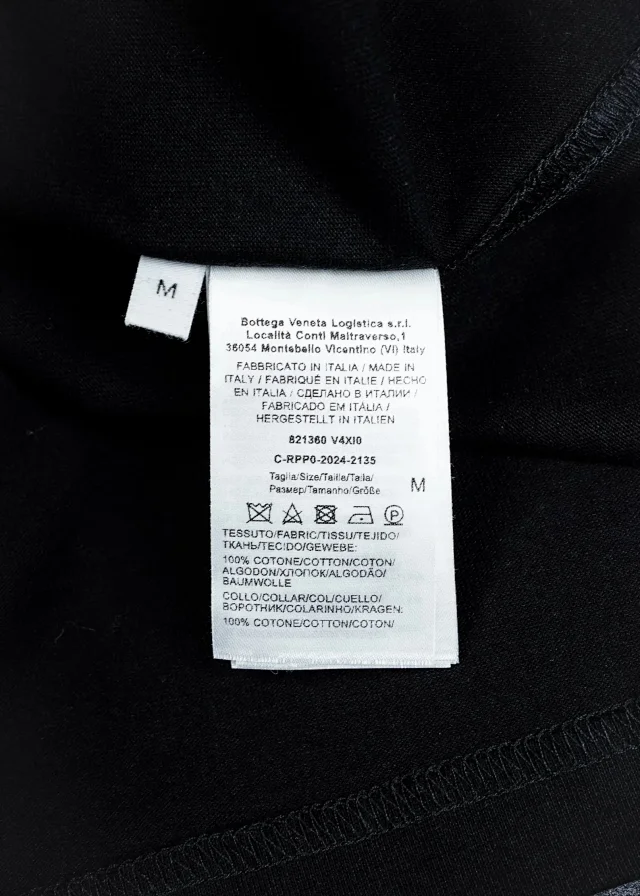 M
Bottega Veneta Logistica s.r.l.
Località Conti Maltraverso,1
36054 Montebello Vicentino (VI) Italy
FABBRICATO IN ITALIA / MADE IN
ITALY / FABRIQUÉ EN ITALIE / HECHO
EN ITALIA / СДЕЛАНО В ИТАЛИИ /
FABRICADO EM ITÁLIA /
HERGESTELLT IN ITALIEN
821360 V4XI0
C-RPP0-2024-2135
Taglia/Size/Taille/Talla/
Размер/Tamanho/Größe
M
P
TESSUTO/FABRIC/TISSU/TEJIDO/
ТКАНЬ/TECIDO/GEWEBE:
100% COTONE/COTTON/COTON/
ALGODON/ХЛОПОК/ALGODÃO/
BAUMWOLLE
COLLO/COLLAR/COL/CUELLO/
ВОРОТНИК/COLARINHO/KRAGEN:
100% COTONE/COTTON/COTON/